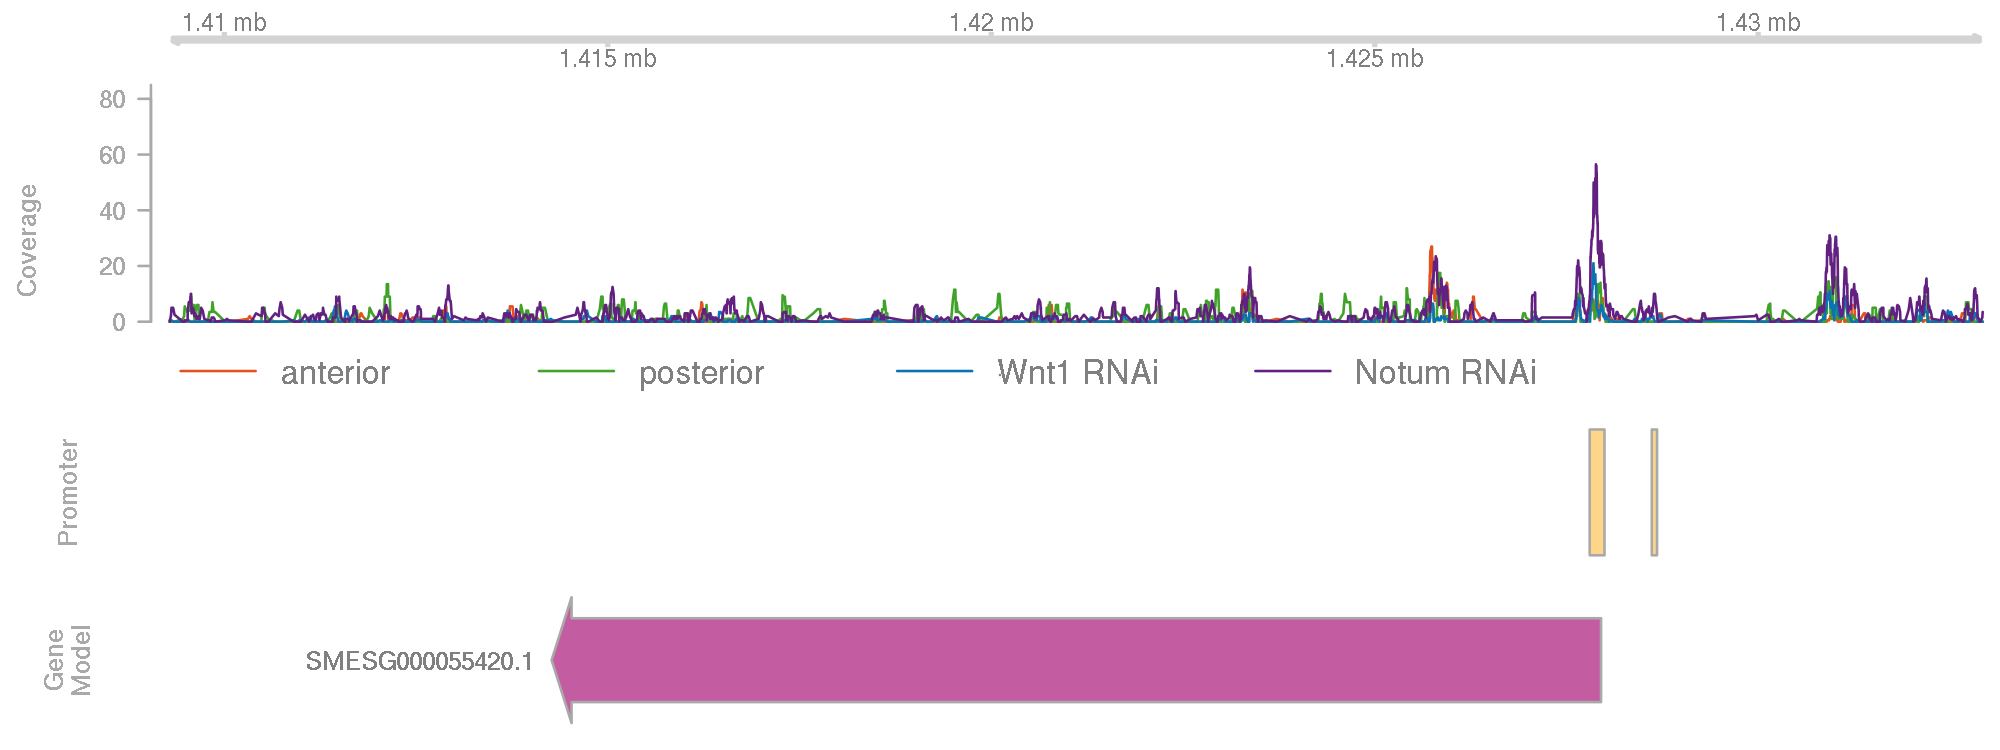 1.41 mb
1.42 mb
1.43 mb
1.415 mb
1.425 mb
80
60
40
20
0
Coverage
anterior
posterior
Wnt1 RNAi
Notum RNAi
Promoter
Gene
Model
SMESG000055420.1